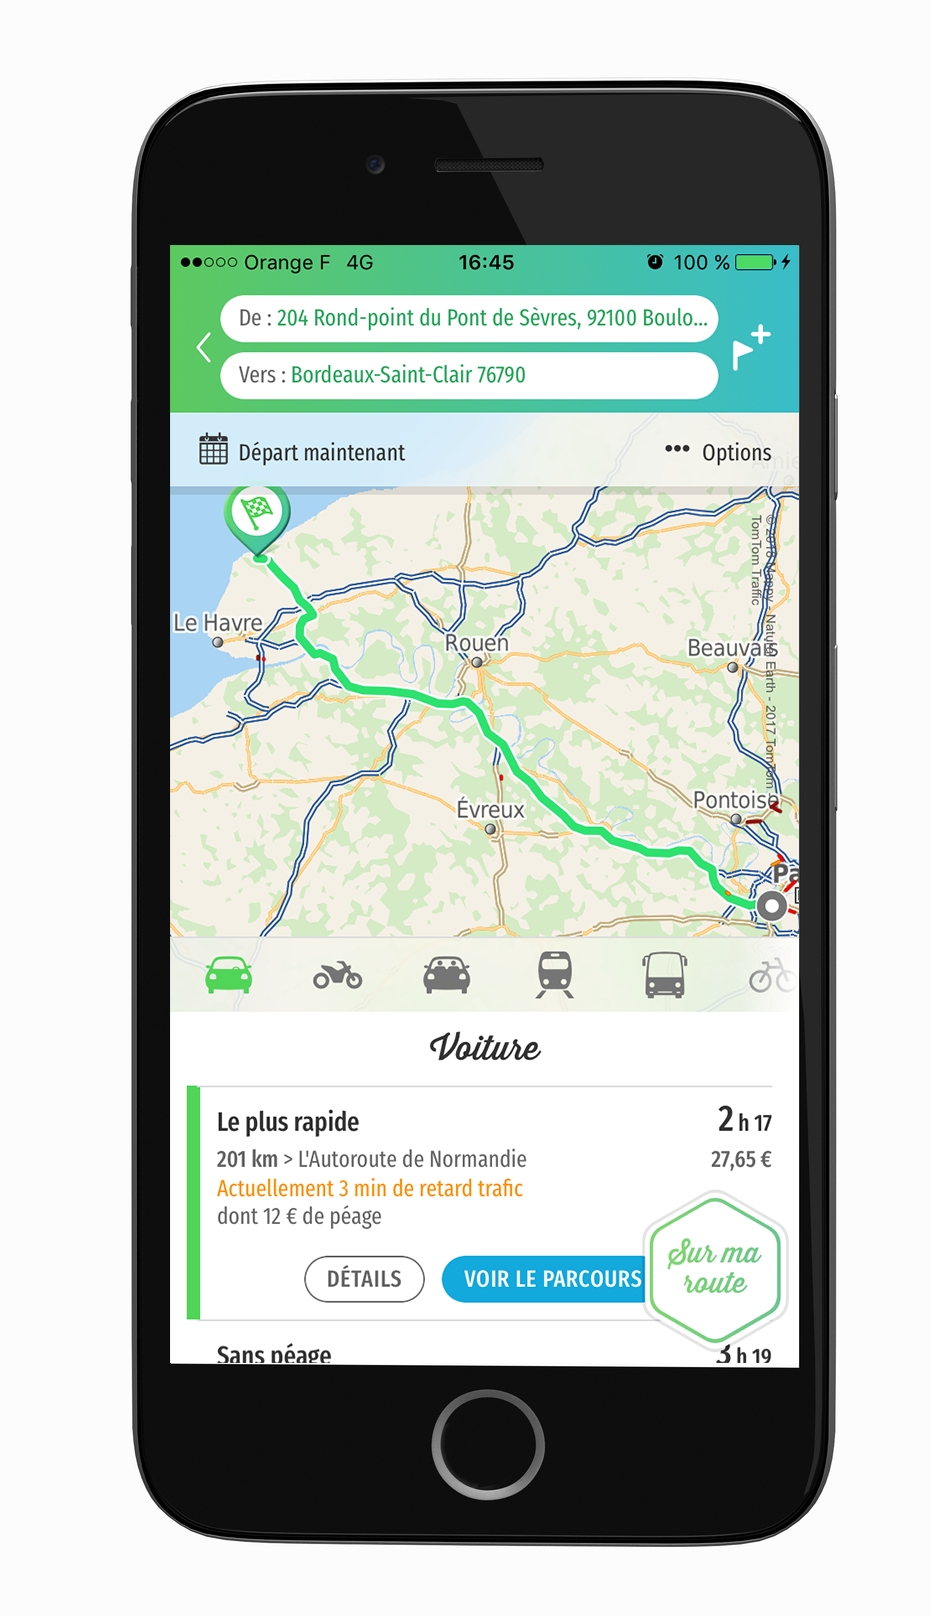 Orange F 4G 16:45 100 %
De : 204 Rond-point du Pont de Sèvres, 92100 Boulo...
Vers : Bordeaux-Saint-Clair 76790
Départ maintenant
Options
© 2018 Mappy - Natural Earth - 2017 TomTom
TomTom Traffic
Le Havre
Rouen
Beauvais
Évreux
Pontoise
Pa
Voiture
Le plus rapide 2 h 17
201 km > L'Autoroute de Normandie 27,65 €
Actuellement 3 min de retard trafic
dont 12 € de péage
DÉTAILS
VOIR LE PARCOURS
Sur ma
route
Sans péage 3 h 19